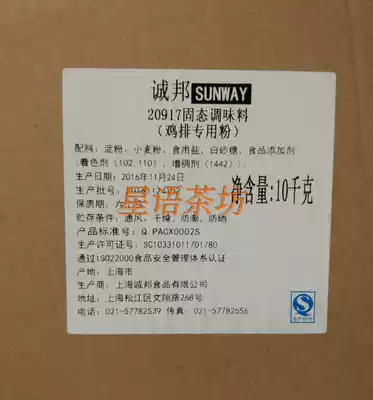 诚邦 SUNWAY
20917固态调味料
(鸡排专用粉)
配料: 淀粉、小麦粉、食用盐、白砂糖、食品添加剂
(着色剂(102.110)、增稠剂(1442)).
生产日期: 2016年11月24日
净含量:10千克
星语茶坊
贮存条件: 通风、干燥、防潮、防晒
产品标准号: Q PACX0002S
生产许可证号: SC10331011701780
通过ISO22000食品安全管理体系认证
产地: 上海市
生产商: 上海诚邦食品有限公司
地址: 上海松江区文翔路268号
电话: 021-57782539 传真: 021-57782556